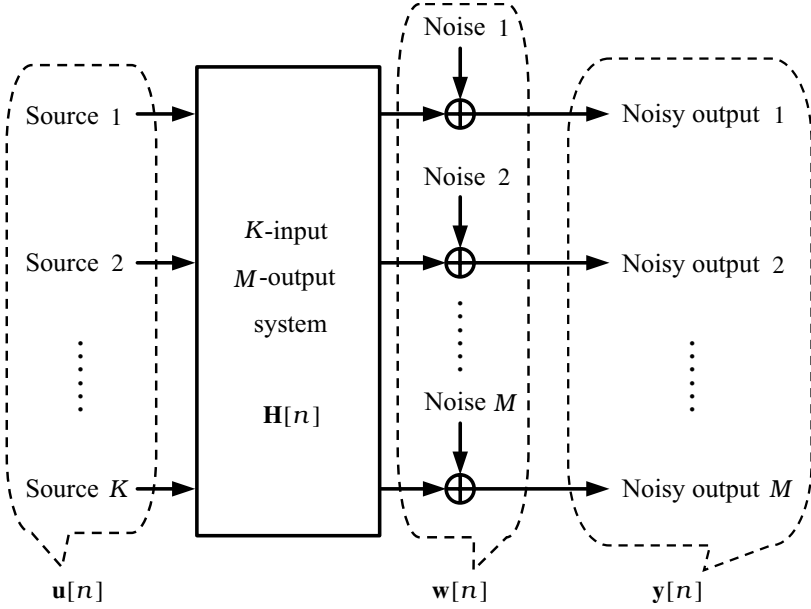 Noise 1
Source 1
Noisy output 1
Noise 2
K-input
Source 2
M-output
Noisy output 2
system
Noise M
H[n]
Source K
Noisy output M
u[n]
w[n]
y[n]